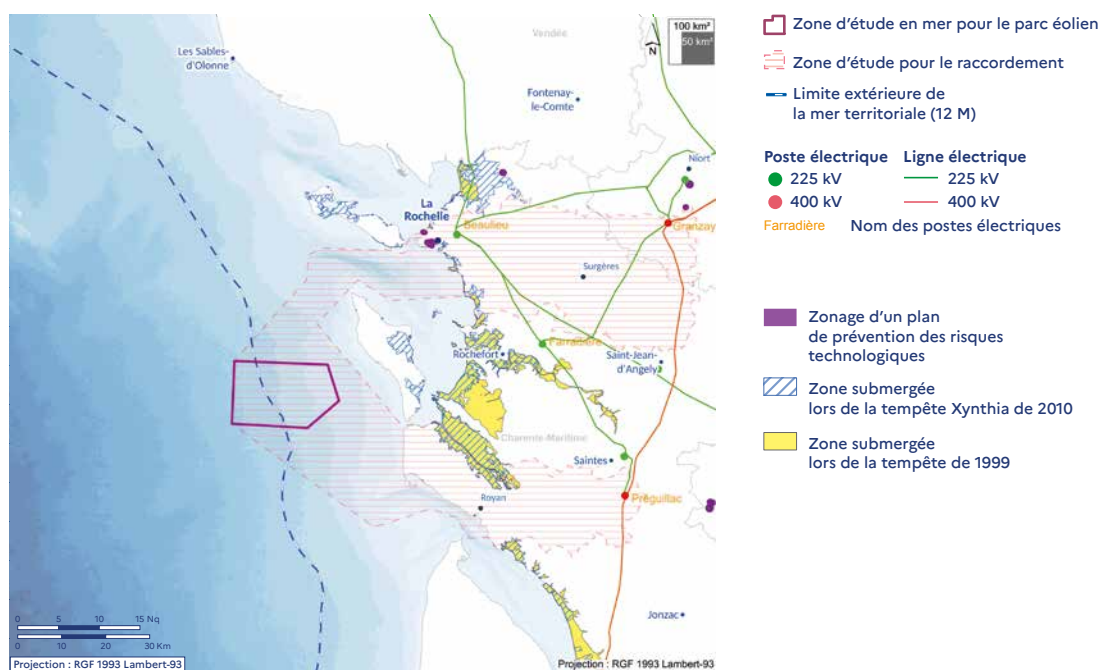 Les Sables-
d'Olonne
Vendée
100 km²
50 km²
N
Fontenay-
le-Comte
Niort
La
Rochelle
Beaulieu
Granzay
Surgères
Rochefort
Farradière
Saint-Jean-
d'Angely
Charente-Maritime
Saintes
Royan
Préguillac
Jonzac
0 5 10 15 Nq
0 10 20 30 Km
Projection : RGF 1993 Lambert-93
Projection : RGF 1993 Lambert-93
Zone d'étude en mer pour le parc éolien
Zone d'étude pour le raccordement
Limite extérieure de
la mer territoriale (12 M)
Poste électrique Ligne électrique
225 kV 225 kV
400 kV 400 kV
Farradière Nom des postes électriques
Zonage d'un plan
de prévention des risques
technologiques
Zone submergée
lors de la tempête Xynthia de 2010
Zone submergée
lors de la tempête de 1999